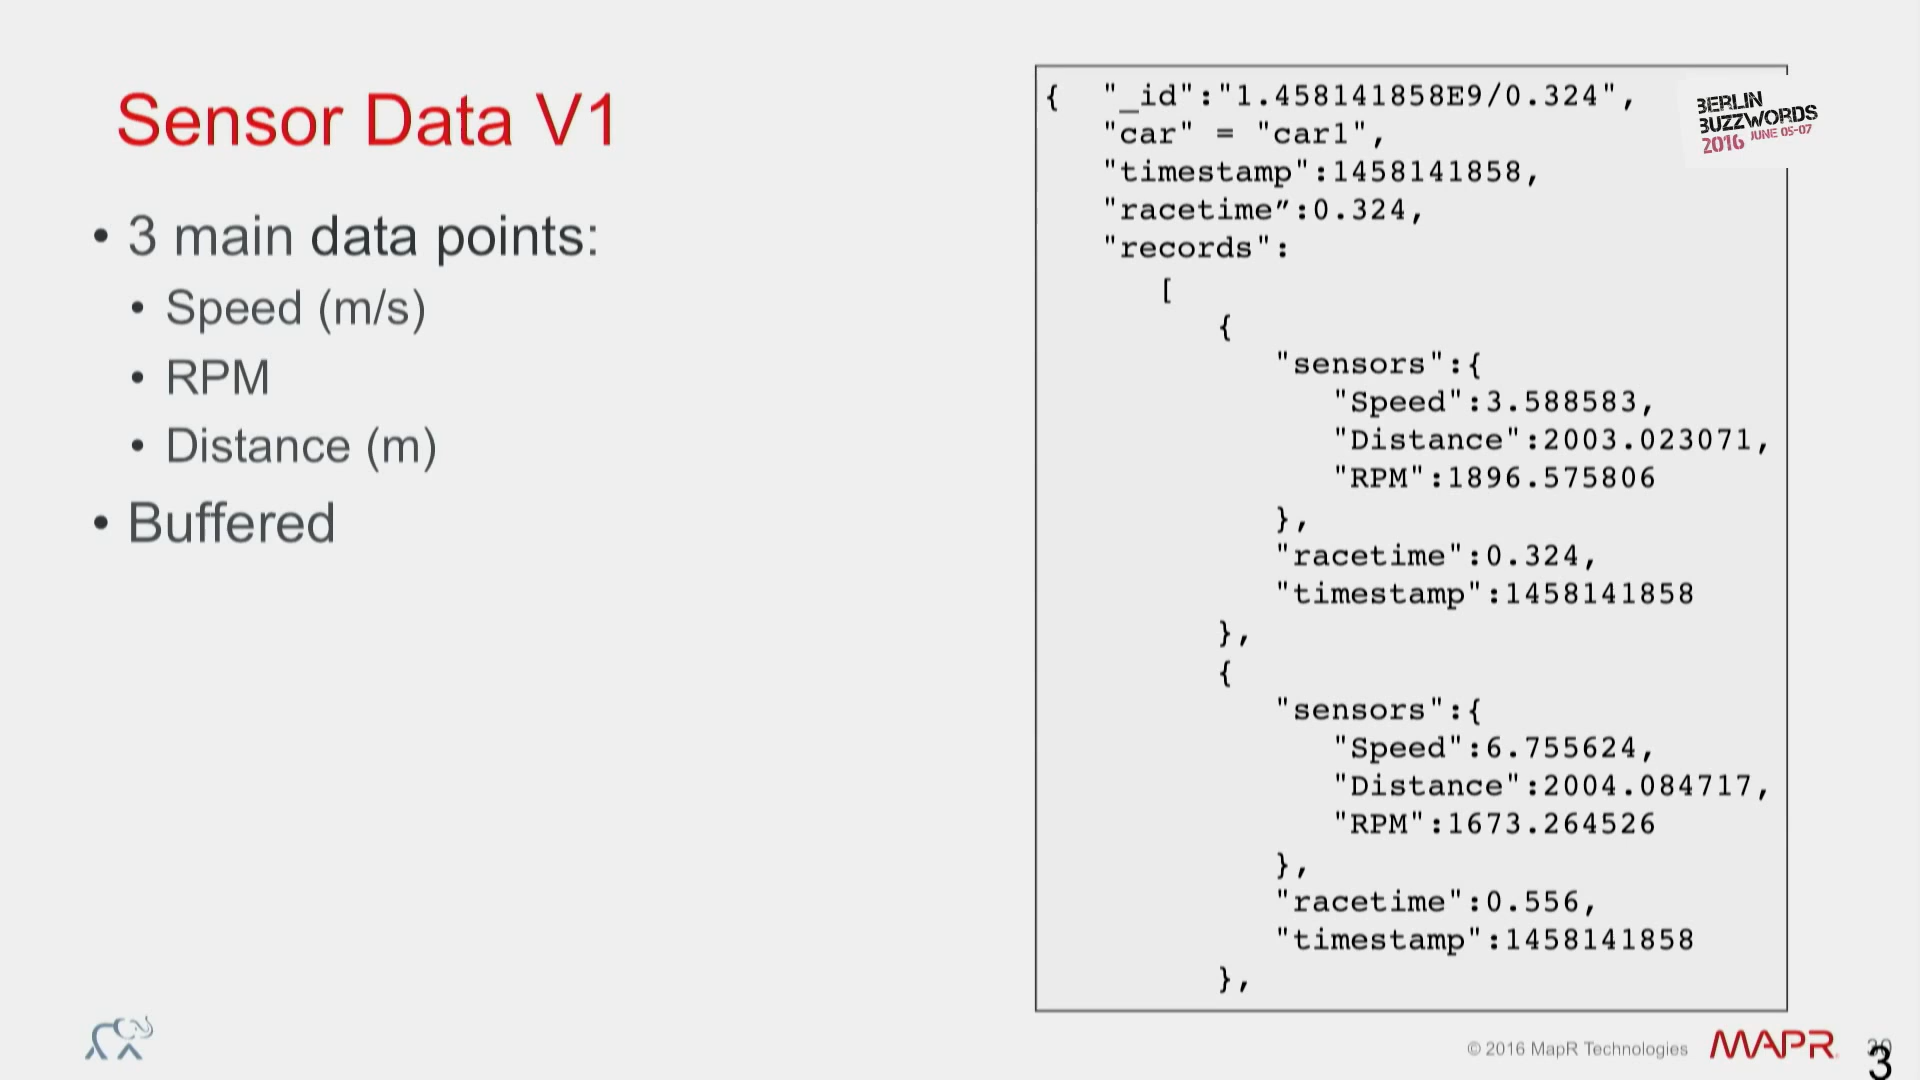 Sensor Data V1
• 3 main data points:
• Speed (m/s)
• RPM
• Distance (m)
• Buffered
{ "_id":"1.458141858E9/0.324",
"car" = "car1",
"timestamp":1458141858,
"racetime”:0.324,
"records":
[
{
"sensors":{
"Speed":3.588583,
"Distance":2003.023071,
"RPM":1896.575806
},
"racetime":0.324,
"timestamp":1458141858
},
{
"sensors":{
"Speed":6.755624,
"Distance":2004.084717,
"RPM":1673.264526
},
"racetime":0.556,
"timestamp":1458141858
},
BERLIN
BUZZWORDS
2016 JUNE 05-07
© 2016 MapR Technologies
MAPR
3